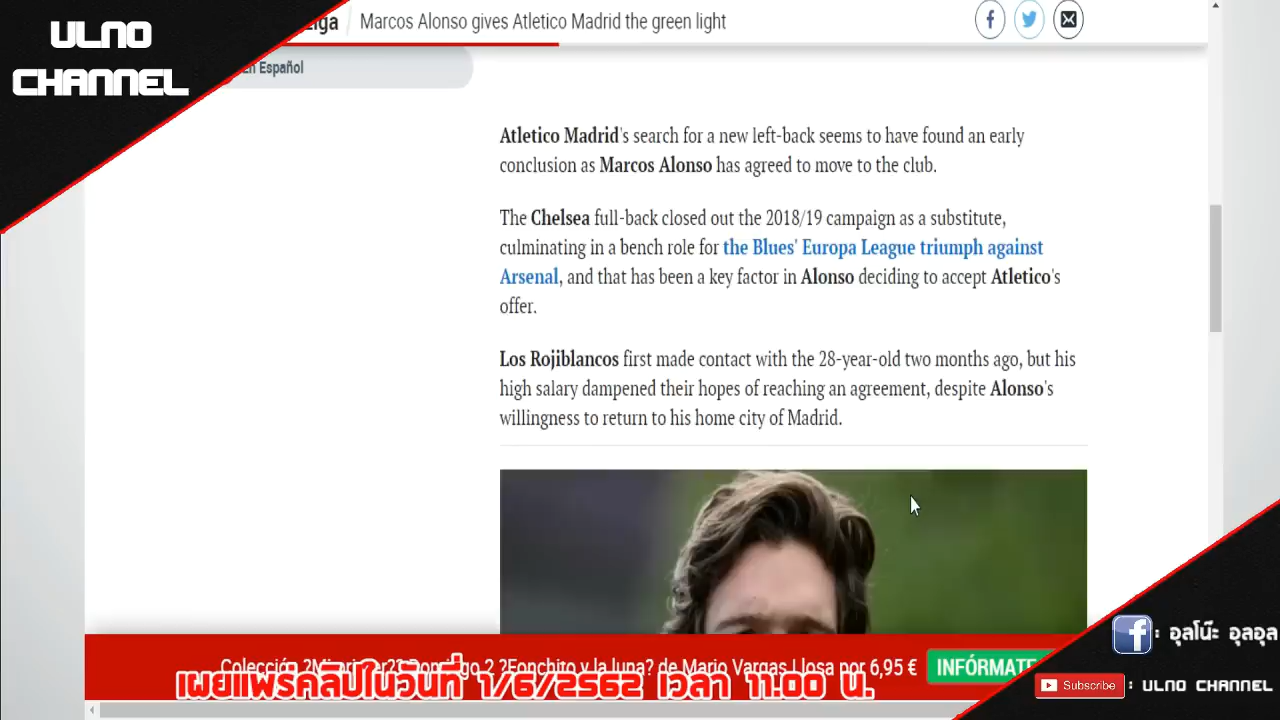 ULNO
CHANNEL
iga
Marcos Alonso gives Atletico Madrid the green light
En Español
Atletico Madrid's search for a new left-back seems to have found an early
conclusion as Marcos Alonso has agreed to move to the club.
The Chelsea full-back closed out the 2018/19 campaign as a substitute,
culminating in a bench role for the Blues' Europa League triumph against
Arsenal, and that has been a key factor in Alonso deciding to accept Atletico's
offer.
Los Rojiblancos first made contact with the 28-year-old two months ago, but his
high salary dampened their hopes of reaching an agreement, despite Alonso's
willingness to return to his home city of Madrid.
Colección 2 ?Fonchito y la luna? de Mario Vargas Llosa por 6,95 €
INFÓRMATE
เผยแพร่คลิปในวันที่ 1/6/2562 เวลา 11.00 น.
f : อุลโน๊ะ อุลอุล
Subscribe : ULNO CHANNEL